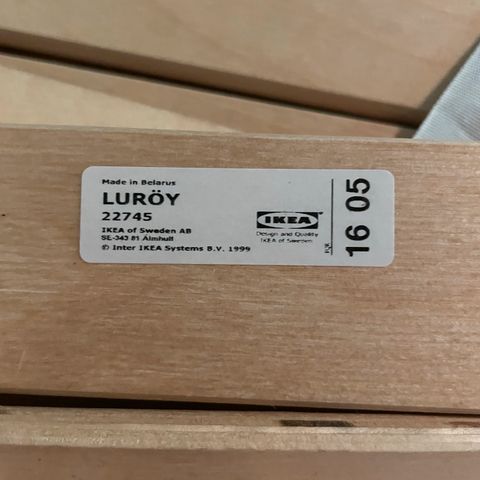 Made in Belarus
LURÖY
22745
IKEA of Sweden AB
SE-343 81 Älmhult
© Inter IKEA Systems B.V. 1999
IKEA
Design and Quality
IKEA of Sweden
16 05